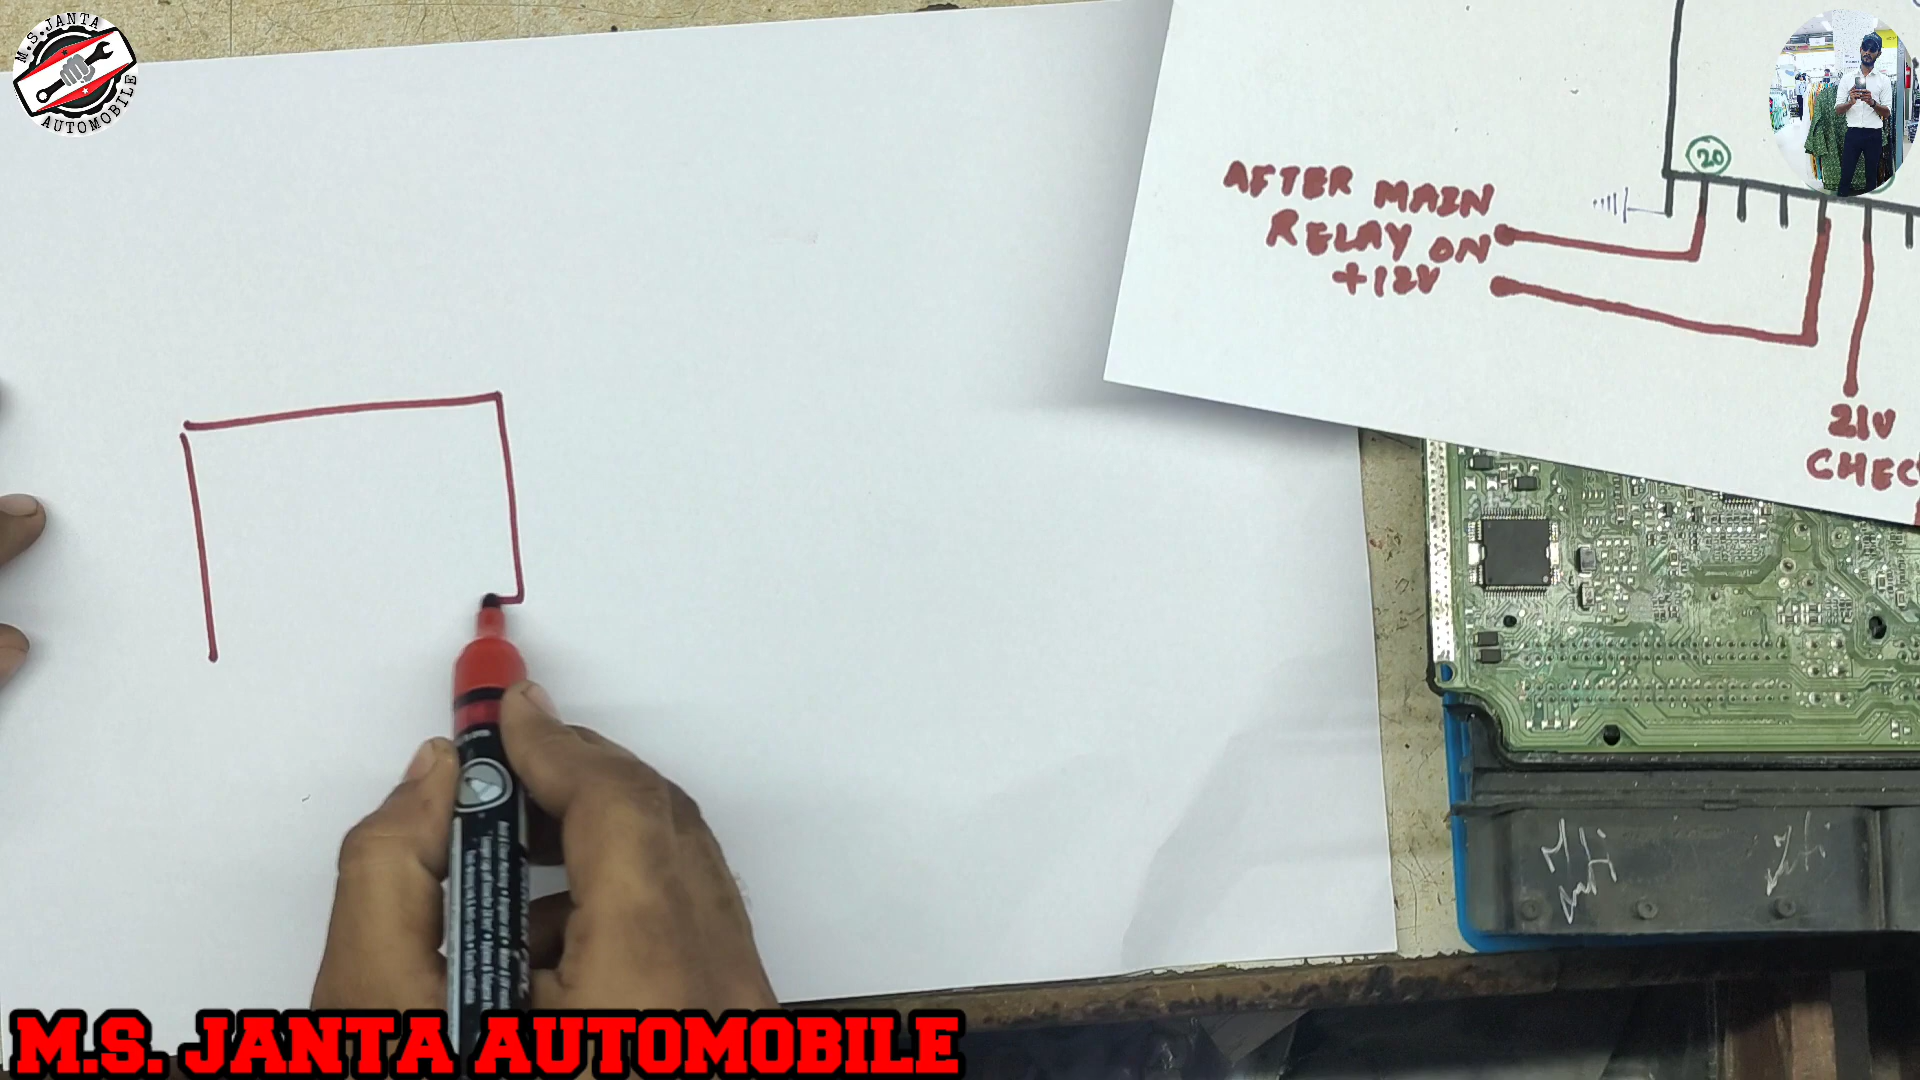 M.S.JANTA
AUTOMOBILE
20
AFTER MAIN
RELAY ON
+12V
21V
CHEC
M.S. JANTA AUTOMOBILE